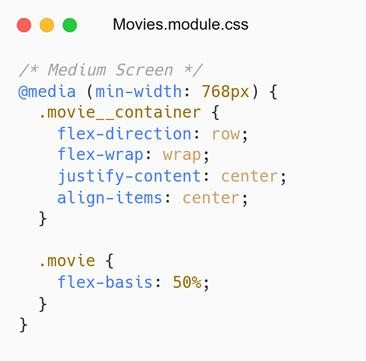 Movies.module.css
/* Medium Screen */
@media (min-width: 768px) {
  .movie__container {
    flex-direction: row;
    flex-wrap: wrap;
    justify-content: center;
    align-items: center;
  }

  .movie {
    flex-basis: 50%;
  }
}